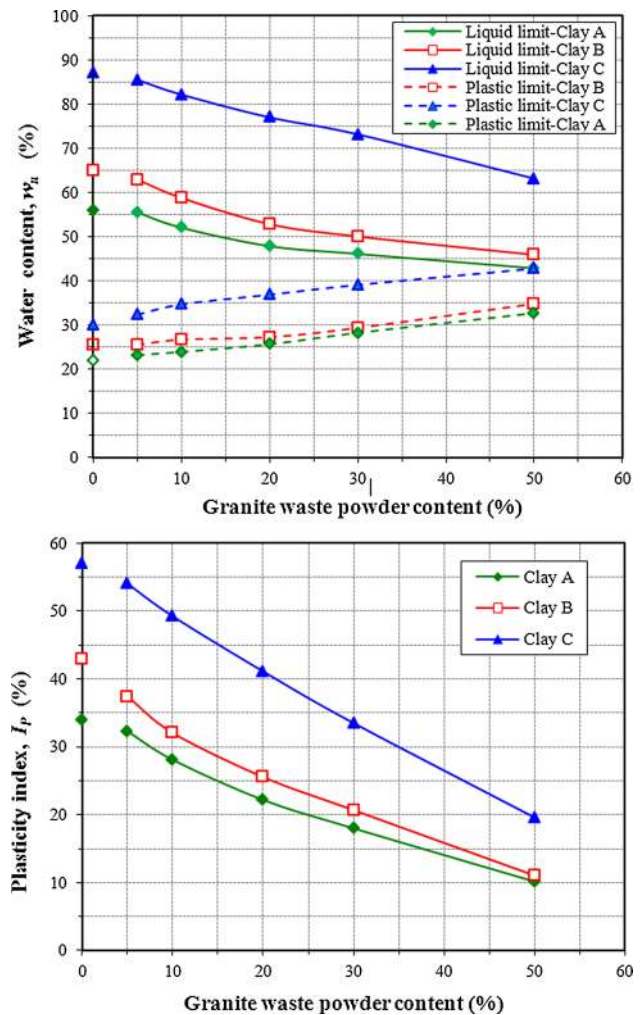 100
90
80
70
60
50
40
30
20
10
0
Water content, wn (%)
Liquid limit-Clay A
Liquid limit-Clay B
Liquid limit-Clay C
Plastic limit-Clay B
Plastic limit-Clay C
Plastic limit-Clay A
0 10 20 30 40 50 60
Granite waste powder content (%)
60
50
40
30
20
10
0
Plasticity index, IP (%)
Clay A
Clay B
Clay C
0 10 20 30 40 50 60
Granite waste powder content (%)